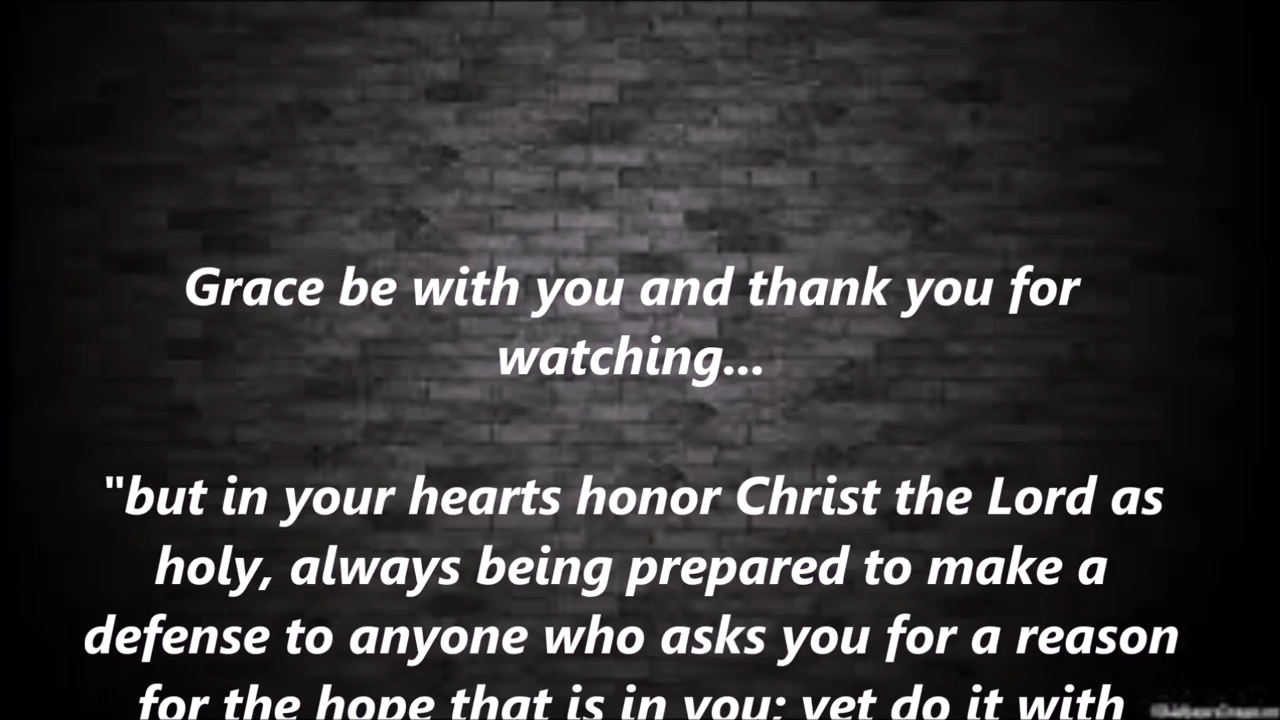 Grace be with you and thank you for
watching...
"but in your hearts honor Christ the Lord as
holy, always being prepared to make a
defense to anyone who asks you for a reason
for the hope that is in you; yet do it with